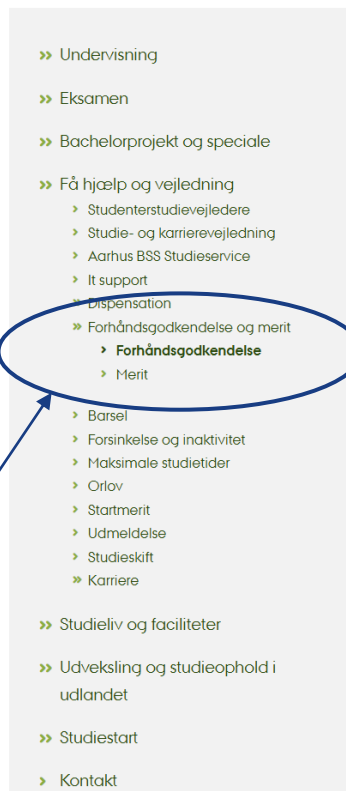 Undervisning
Eksamen
Bachelorprojekt og speciale
Få hjælp og vejledning
Studenterstudievejledere
Studie- og karrierevejledning
Aarhus BSS Studieservice
It support
Dispensation
Forhåndsgodkendelse og merit
Forhåndsgodkendelse
Merit
Barsel
Forsinkelse og inaktivitet
Maksimale studietider
Orlov
Startmerit
Udmeldelse
Studieskift
Karriere
Studieliv og faciliteter
Udveksling og studieophold i
udlandet
Studiestart
Kontakt